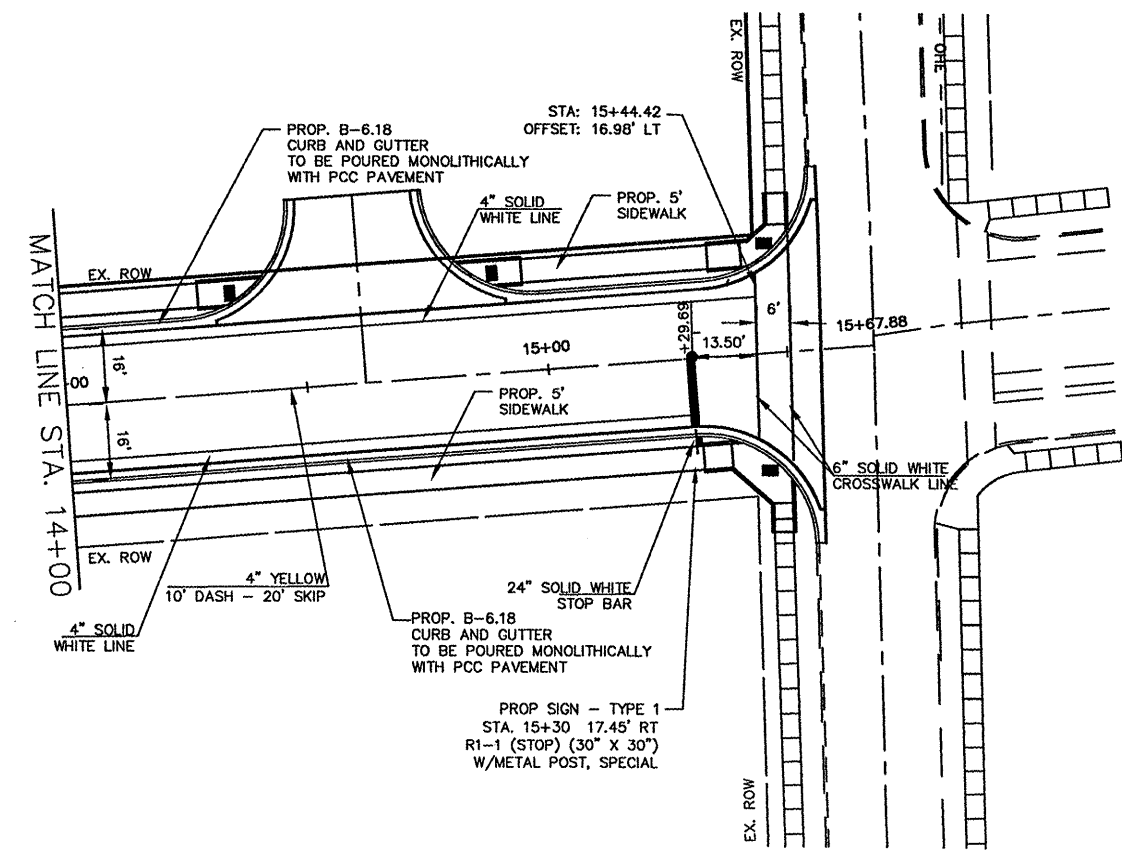 EX. ROW
OHE
STA: 15+44.42
OFFSET: 16.98' LT
PROP. B-6.18
CURB AND GUTTER
TO BE POURED MONOLITHICALLY
WITH PCC PAVEMENT
4" SOLID
WHITE LINE
PROP. 5'
SIDEWALK
MATCH LINE STA. 14+00
EX. ROW
6'
15+67.88
+29.69
13.50'
15+00
16'
00
16'
PROP. 5'
SIDEWALK
6" SOLID WHITE
CROSSWALK LINE
EX. ROW
4" YELLOW
10' DASH - 20' SKIP
24" SOLID WHITE
STOP BAR
4" SOLID
WHITE LINE
PROP. B-6.18
CURB AND GUTTER
TO BE POURED MONOLITHICALLY
WITH PCC PAVEMENT
PROP SIGN - TYPE 1
STA. 15+30 17.45' RT
R1-1 (STOP) (30" X 30")
W/METAL POST, SPECIAL
EX. ROW